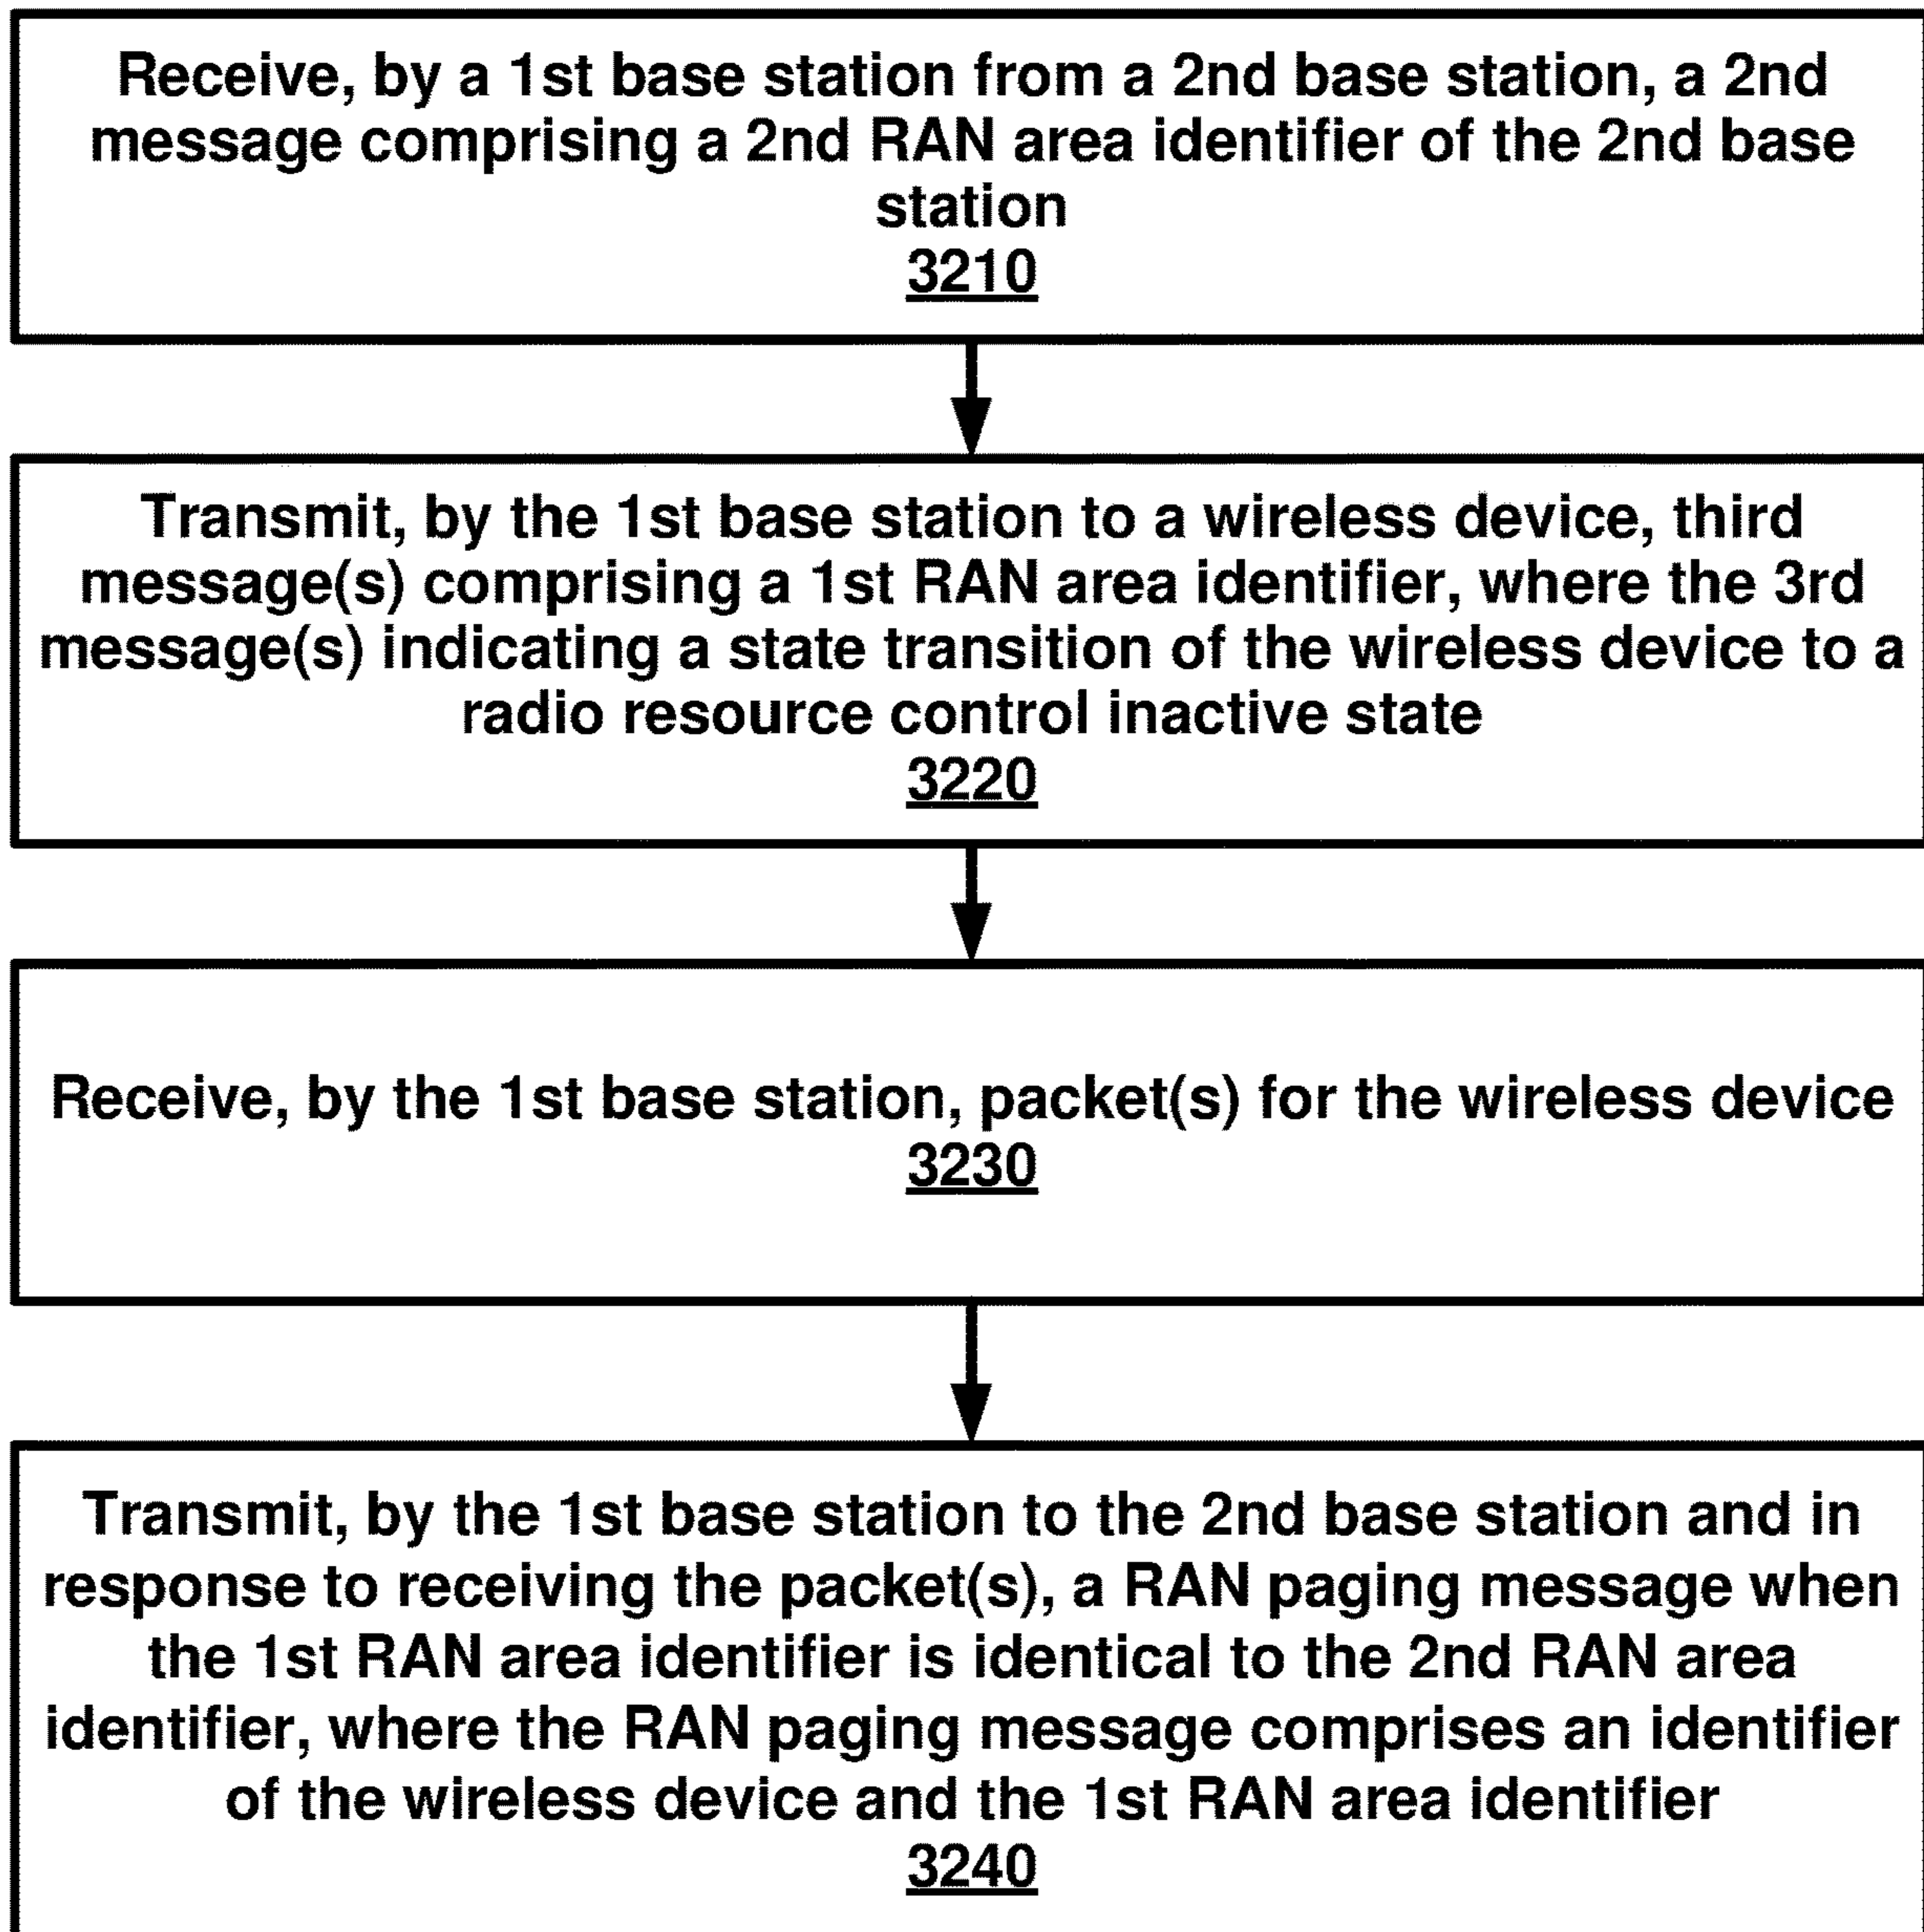 Receive, by a 1st base station from a 2nd base station, a 2nd
message comprising a 2nd RAN area identifier of the 2nd base
station
3210
Transmit, by the 1st base station to a wireless device, third
message(s) comprising a 1st RAN area identifier, where the 3rd
message(s) indicating a state transition of the wireless device to a
radio resource control inactive state
3220
Receive, by the 1st base station, packet(s) for the wireless device
3230
Transmit, by the 1st base station to the 2nd base station and in
response to receiving the packet(s), a RAN paging message when
the 1st RAN area identifier is identical to the 2nd RAN area
identifier, where the RAN paging message comprises an identifier
of the wireless device and the 1st RAN area identifier
3240